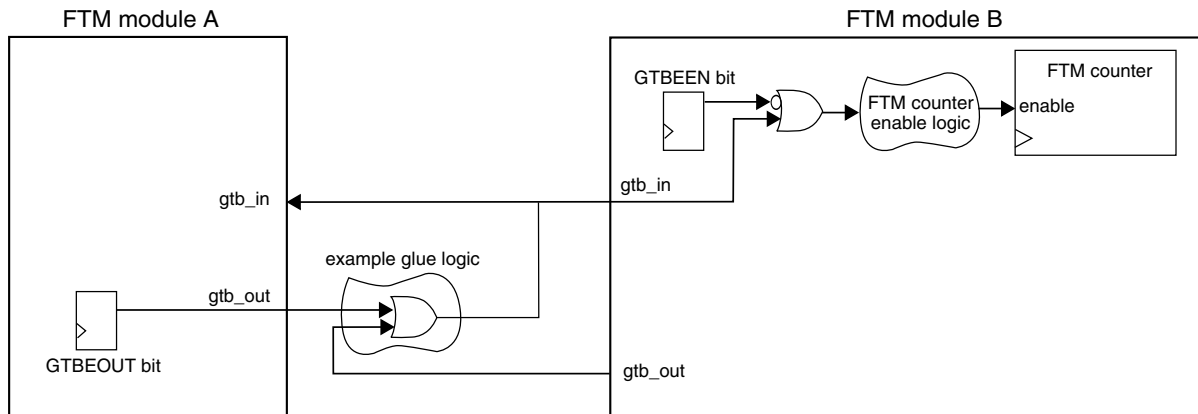 FTM module A
FTM module B
GTBEEN bit
FTM counter
FTM counter
enable logic
enable
gtb_in
gtb_in
example glue logic
gtb_out
GTBEOUT bit
gtb_out